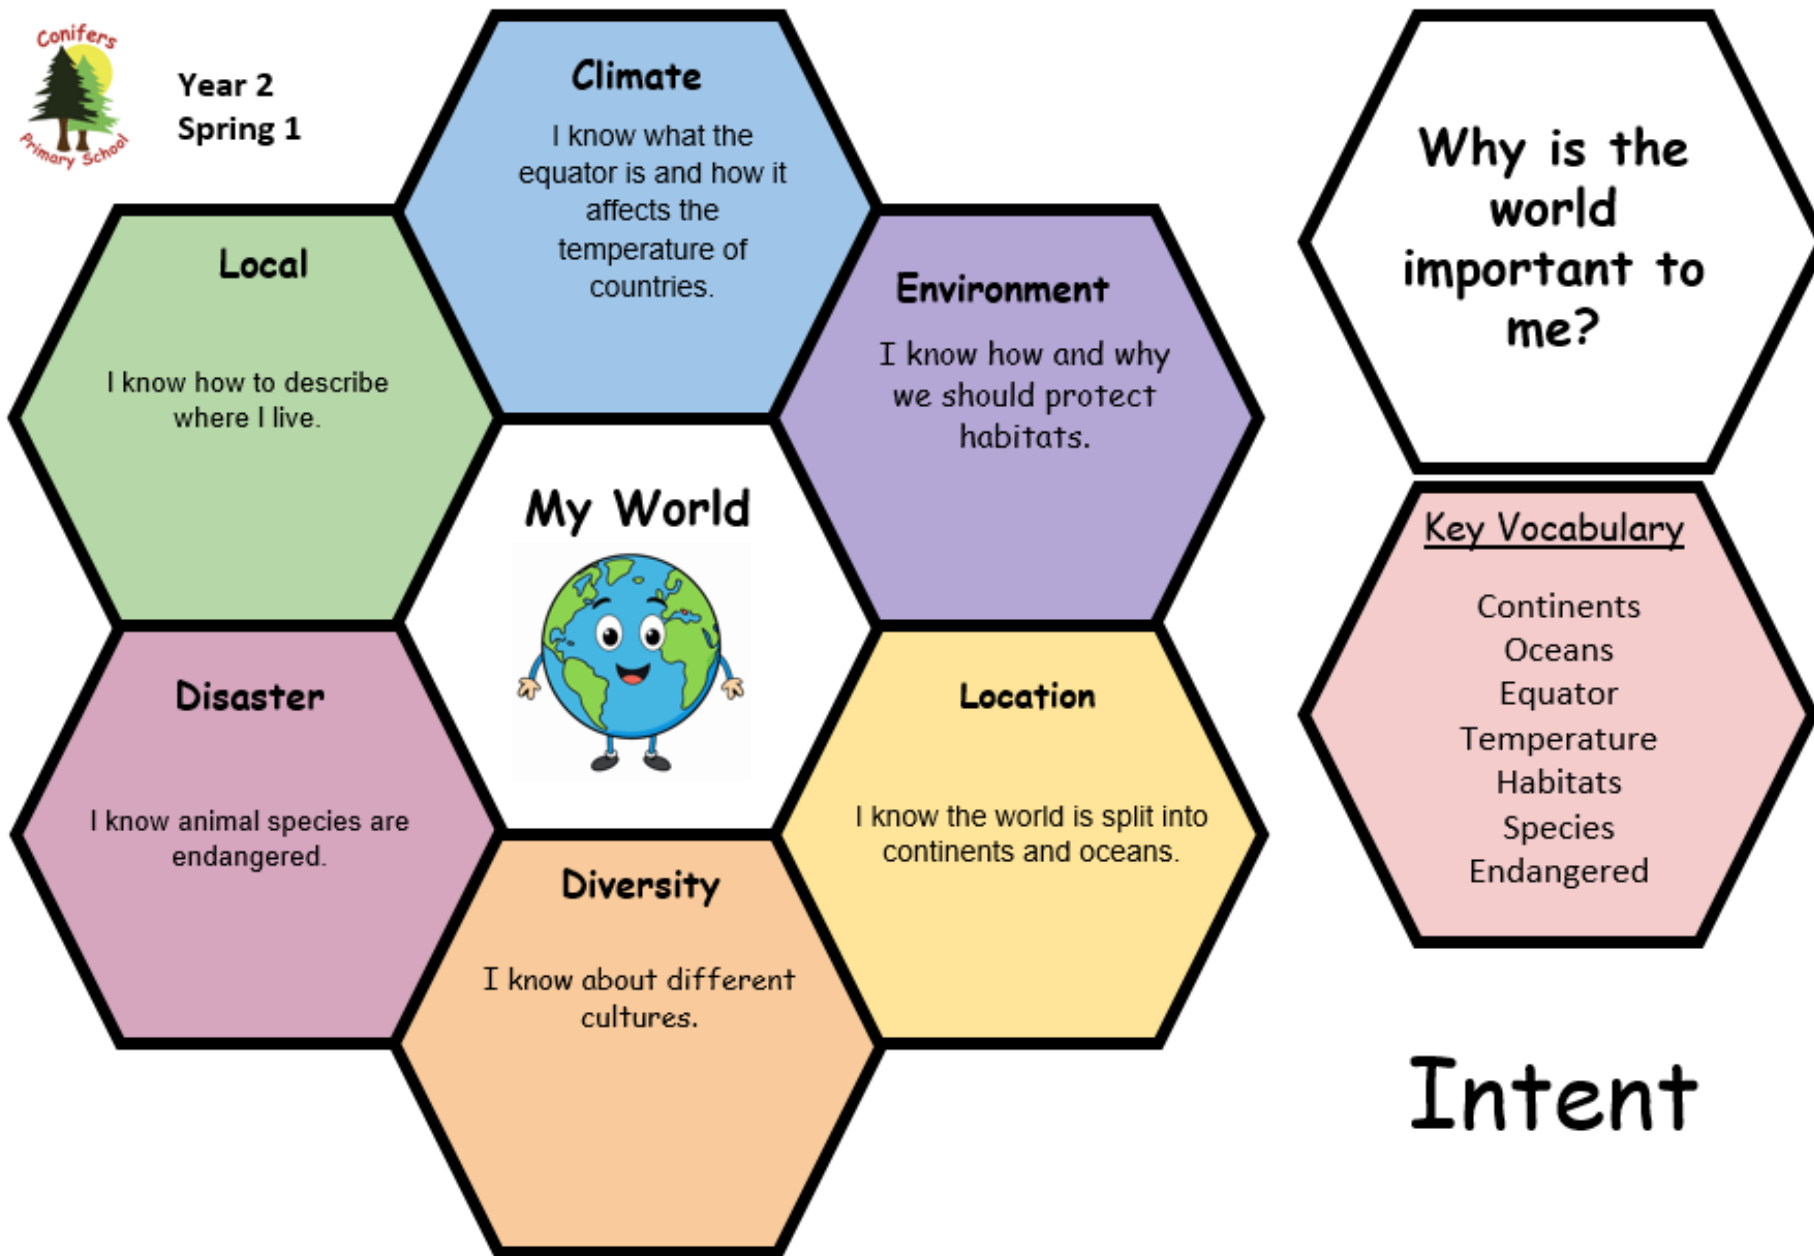 Conifers
Primary School
Year 2
Spring 1
Climate
I know what the
equator is and how it
affects the
temperature of
countries.
Local
I know how to describe
where I live.
Environment
I know how and why
we should protect
habitats.
My World
Disaster
I know animal species are
endangered.
Location
I know the world is split into
continents and oceans.
Diversity
I know about different
cultures.
Why is the
world
important to
me?
Key Vocabulary
Continents
Oceans
Equator
Temperature
Habitats
Species
Endangered
Intent